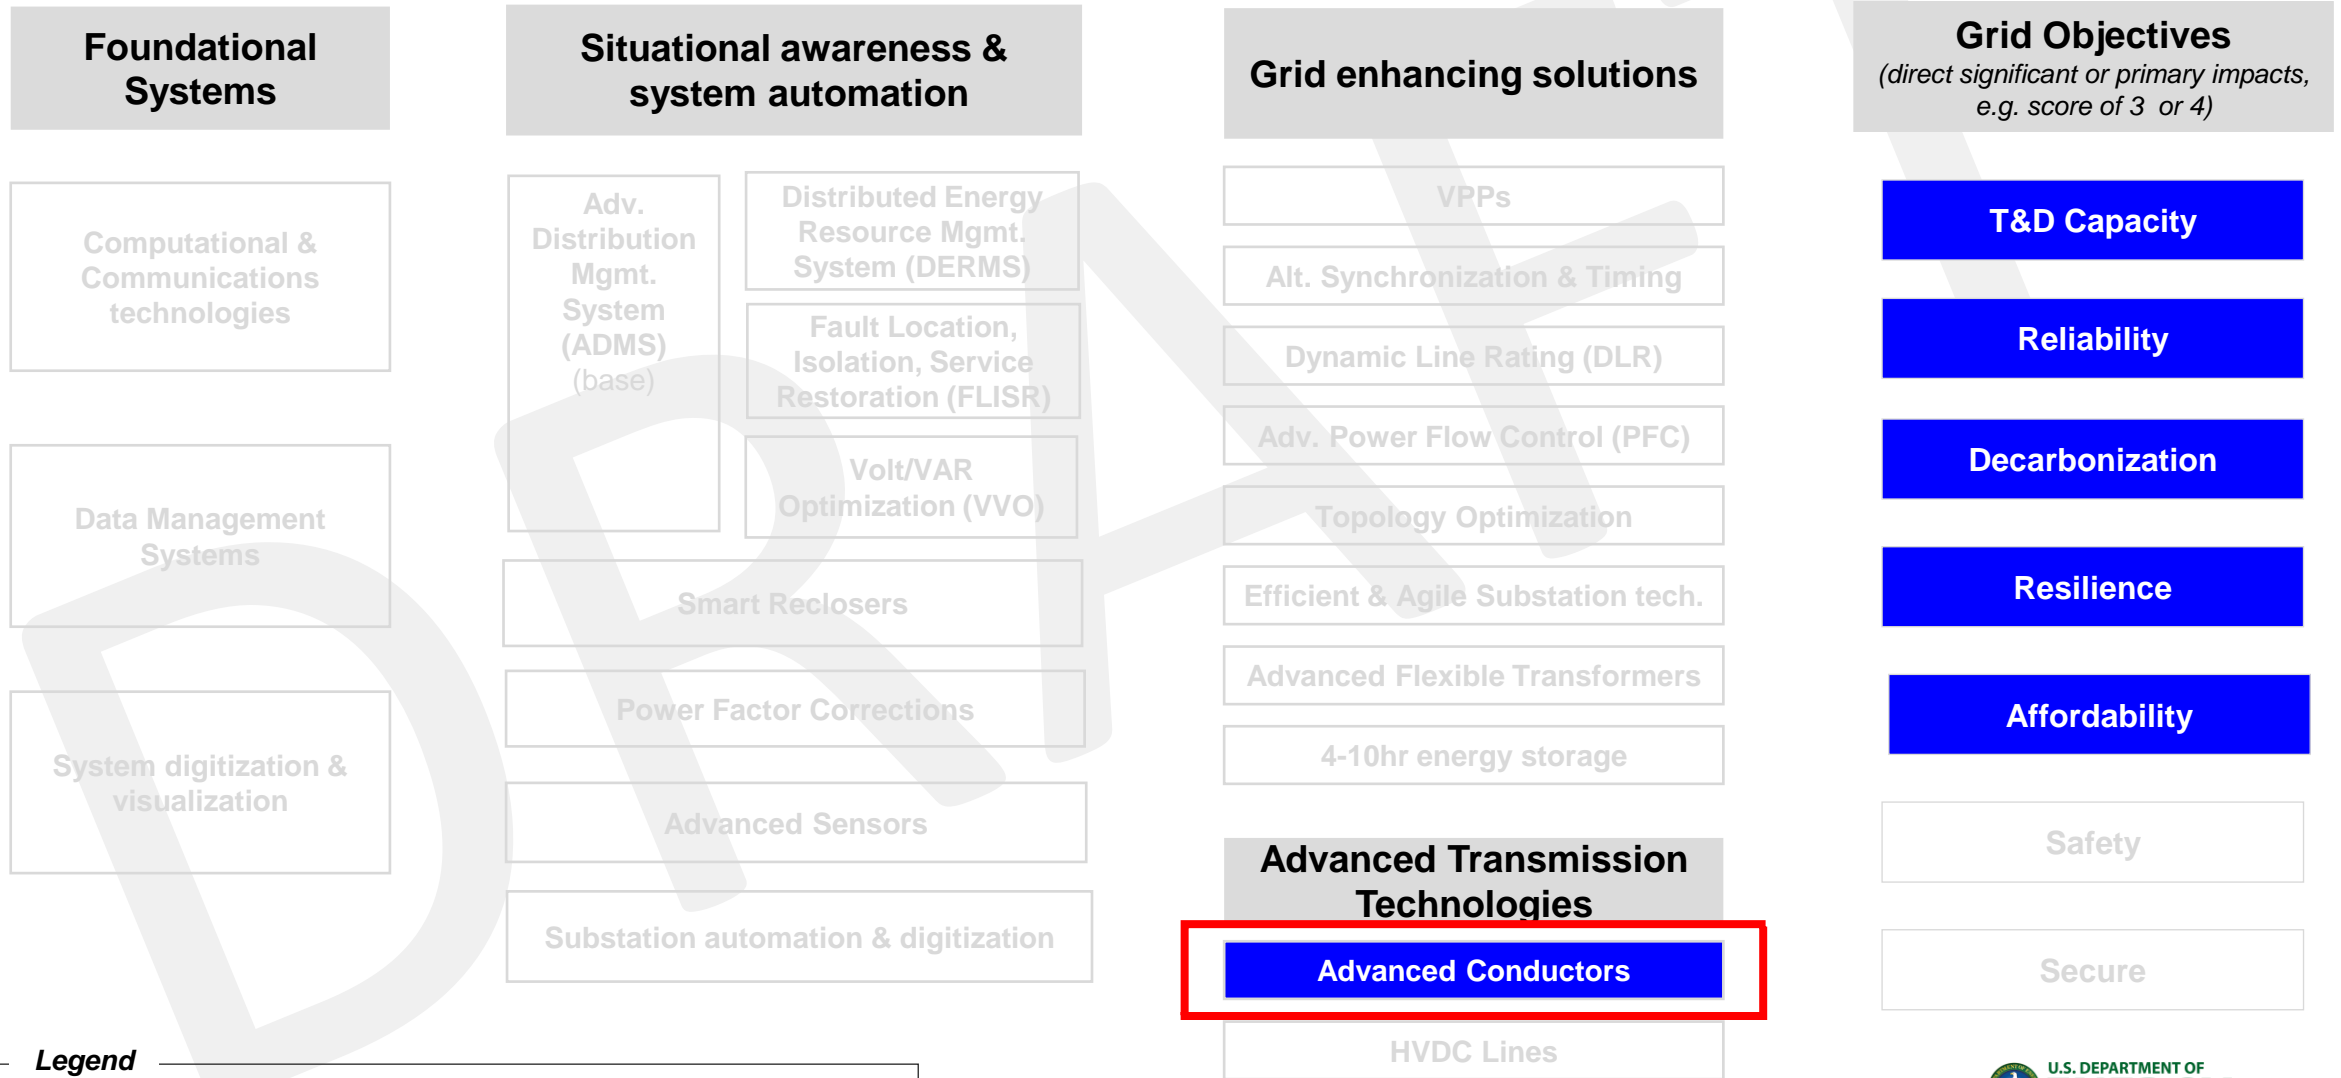 Foundational
Systems
Computational &
Communications
technologies
Data Management
Systems
System digitization &
visualization
Situational awareness &
system automation
Adv.
Distribution
Mgmt.
System
(ADMS)
(base)
Distributed Energy
Resource Mgmt.
System (DERMS)
Fault Location,
Isolation, Service
Restoration (FLISR)
Volt/VAR
Optimization (VVO)
Smart Reclosers
Power Factor Corrections
Advanced Sensors
Substation automation & digitization
Grid enhancing solutions
VPPs
Alt. Synchronization & Timing
Dynamic Line Rating (DLR)
Adv. Power Flow Control (PFC)
Topology Optimization
Efficient & Agile Substation tech.
Advanced Flexible Transformers
4-10hr energy storage
Advanced Transmission
Technologies
Advanced Conductors
HVDC Lines
Grid Objectives
(direct significant or primary impacts,
e.g. score of 3 or 4)
T&D Capacity
Reliability
Decarbonization
Resilience
Affordability
Safety
Secure
Legend
U.S. DEPARTMENT OF
DRAFT